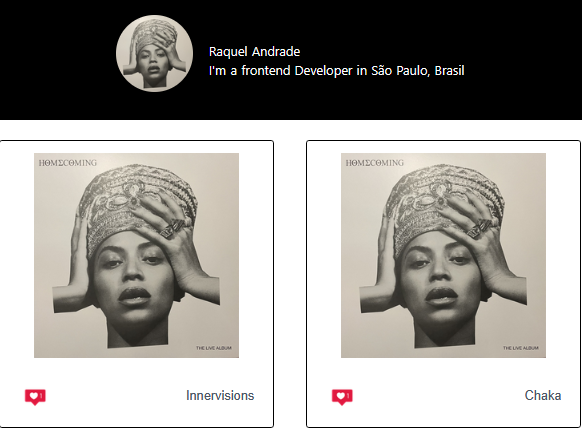 Raquel Andrade
I'm a frontend Developer in São Paulo, Brasil
HΘMΣCΘMING
THE LIVE ALBUM
Innervisions
HΘMΣCΘMING
THE LIVE ALBUM
Chaka